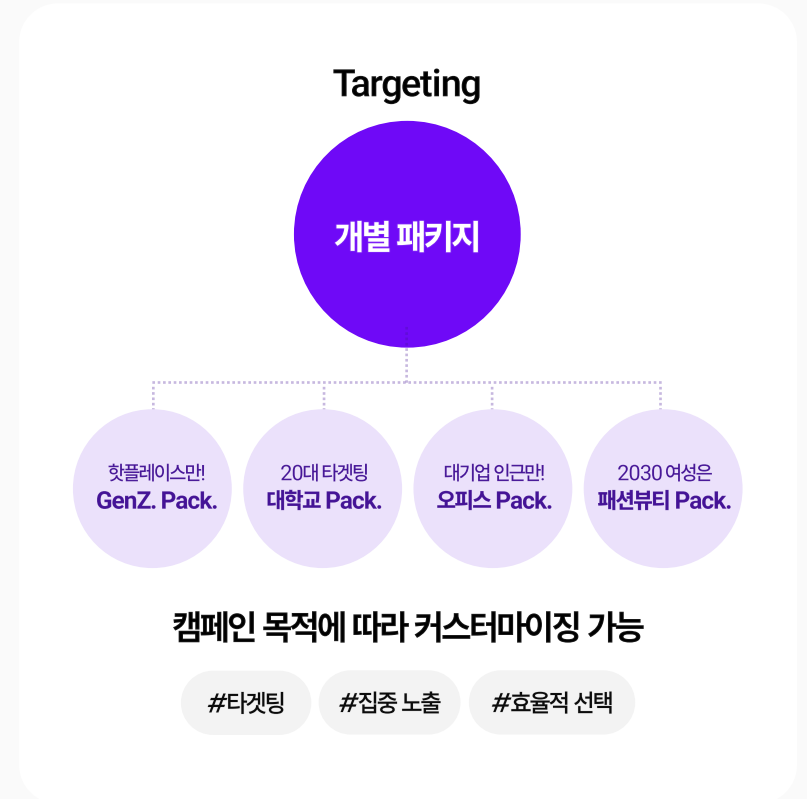 Targeting
개별 패키지
핫플레이스만!
GenZ. Pack.
20대 타겟팅
대학교 Pack.
대기업 인근만!
오피스 Pack.
2030 여성은
패션뷰티 Pack.
캠페인 목적에 따라 커스터마이징 가능
#타겟팅
#집중 노출
#효율적 선택